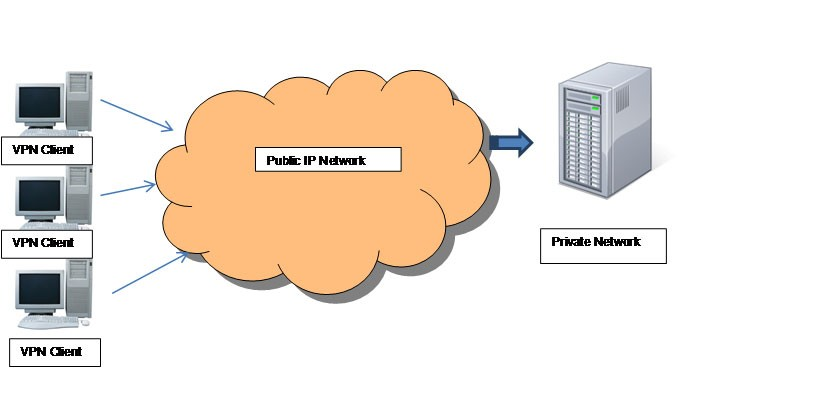 VPN Client
VPN Client
VPN Client
Public IP Network
Private Network